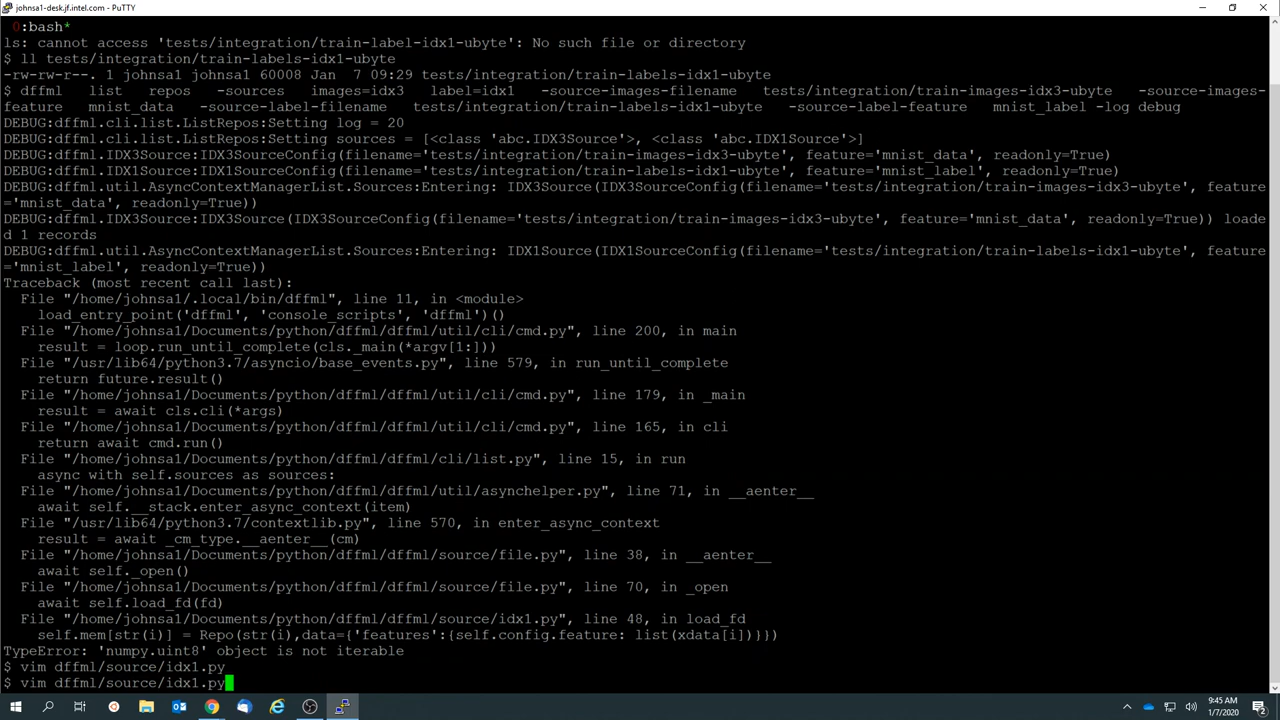 johnsa1-desk.jf.intel.com - PuTTY
0:bash*
ls: cannot access 'tests/integration/train-label-idx1-ubyte': No such file or directory
$ ll tests/integration/train-labels-idx1-ubyte
-rw-rw-r--. 1 johnsa1 johnsa1 60008 Jan  7 09:29 tests/integration/train-labels-idx1-ubyte
$ dffml   list   repos   -sources   images=idx3   label=idx1   -source-images-filename   tests/integration/train-images-idx3-ubyte   -source-images-
feature   mnist_data   -source-label-filename   tests/integration/train-labels-idx1-ubyte   -source-label-feature   mnist_label -log debug
DEBUG:dffml.cli.list.ListRepos:Setting log = 20
DEBUG:dffml.cli.list.ListRepos:Setting sources = [<class 'abc.IDX3Source'>, <class 'abc.IDX1Source'>]
DEBUG:dffml.IDX3Source:IDX3SourceConfig(filename='tests/integration/train-images-idx3-ubyte', feature='mnist_data', readonly=True)
DEBUG:dffml.IDX1Source:IDX1SourceConfig(filename='tests/integration/train-labels-idx1-ubyte', feature='mnist_label', readonly=True)
DEBUG:dffml.util.AsyncContextManagerList.Sources:Entering: IDX3Source(IDX3SourceConfig(filename='tests/integration/train-images-idx3-ubyte', feature
='mnist_data', readonly=True))
DEBUG:dffml.IDX3Source:IDX3Source(IDX3SourceConfig(filename='tests/integration/train-images-idx3-ubyte', feature='mnist_data', readonly=True)) loade
d 1 records
DEBUG:dffml.util.AsyncContextManagerList.Sources:Entering: IDX1Source(IDX1SourceConfig(filename='tests/integration/train-labels-idx1-ubyte', feature
='mnist_label', readonly=True))
Traceback (most recent call last):
  File "/home/johnsa1/.local/bin/dffml", line 11, in <module>
    load_entry_point('dffml', 'console_scripts', 'dffml')()
  File "/home/johnsa1/Documents/python/dffml/dffml/util/cli/cmd.py", line 200, in main
    result = loop.run_until_complete(cls._main(*argv[1:]))
  File "/usr/lib64/python3.7/asyncio/base_events.py", line 579, in run_until_complete
    return future.result()
  File "/home/johnsa1/Documents/python/dffml/dffml/util/cli/cmd.py", line 179, in _main
    result = await cls.cli(*args)
  File "/home/johnsa1/Documents/python/dffml/dffml/util/cli/cmd.py", line 165, in cli
    return await cmd.run()
  File "/home/johnsa1/Documents/python/dffml/dffml/cli/list.py", line 15, in run
    async with self.sources as sources:
  File "/home/johnsa1/Documents/python/dffml/dffml/util/asynchelper.py", line 71, in __aenter__
    await self.__stack.enter_async_context(item)
  File "/usr/lib64/python3.7/contextlib.py", line 570, in enter_async_context
    result = await _cm_type.__aenter__(cm)
  File "/home/johnsa1/Documents/python/dffml/dffml/source/file.py", line 38, in __aenter__
    await self._open()
  File "/home/johnsa1/Documents/python/dffml/dffml/source/file.py", line 70, in _open
    await self.load_fd(fd)
  File "/home/johnsa1/Documents/python/dffml/dffml/source/idx1.py", line 48, in load_fd
    self.mem[str(i)] = Repo(str(i),data={'features':{self.config.feature: list(xdata[i])}})
TypeError: 'numpy.uint8' object is not iterable
$ vim dffml/source/idx1.py
$ vim dffml/source/idx1.py
9:45 AM
1/7/2020
2